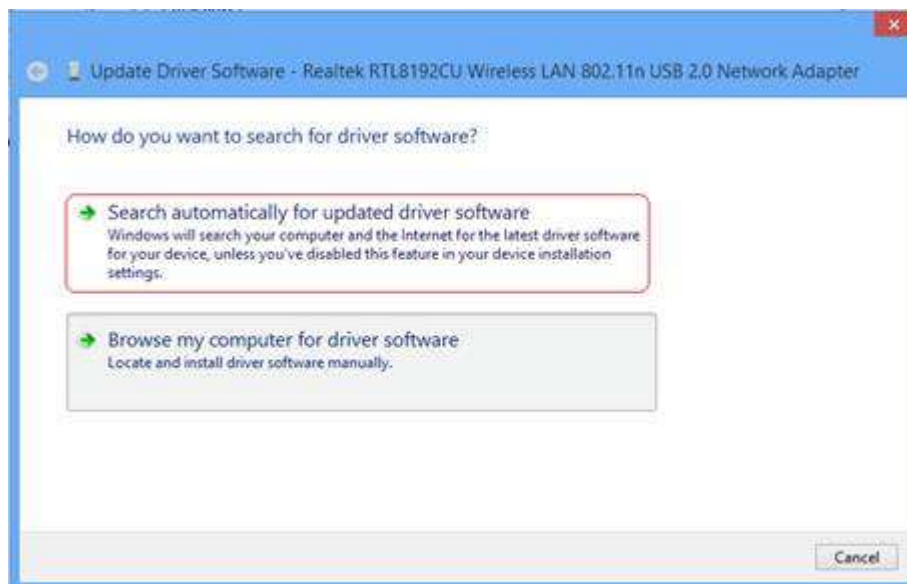 Update Driver Software - Realtek RTL8192CU Wireless LAN 802.11n USB 2.0 Network Adapter
How do you want to search for driver software?
Search automatically for updated driver software
Windows will search your computer and the Internet for the latest driver software
for your device, unless you've disabled this feature in your device installation
settings.
Browse my computer for driver software
Locate and install driver software manually.
Cancel